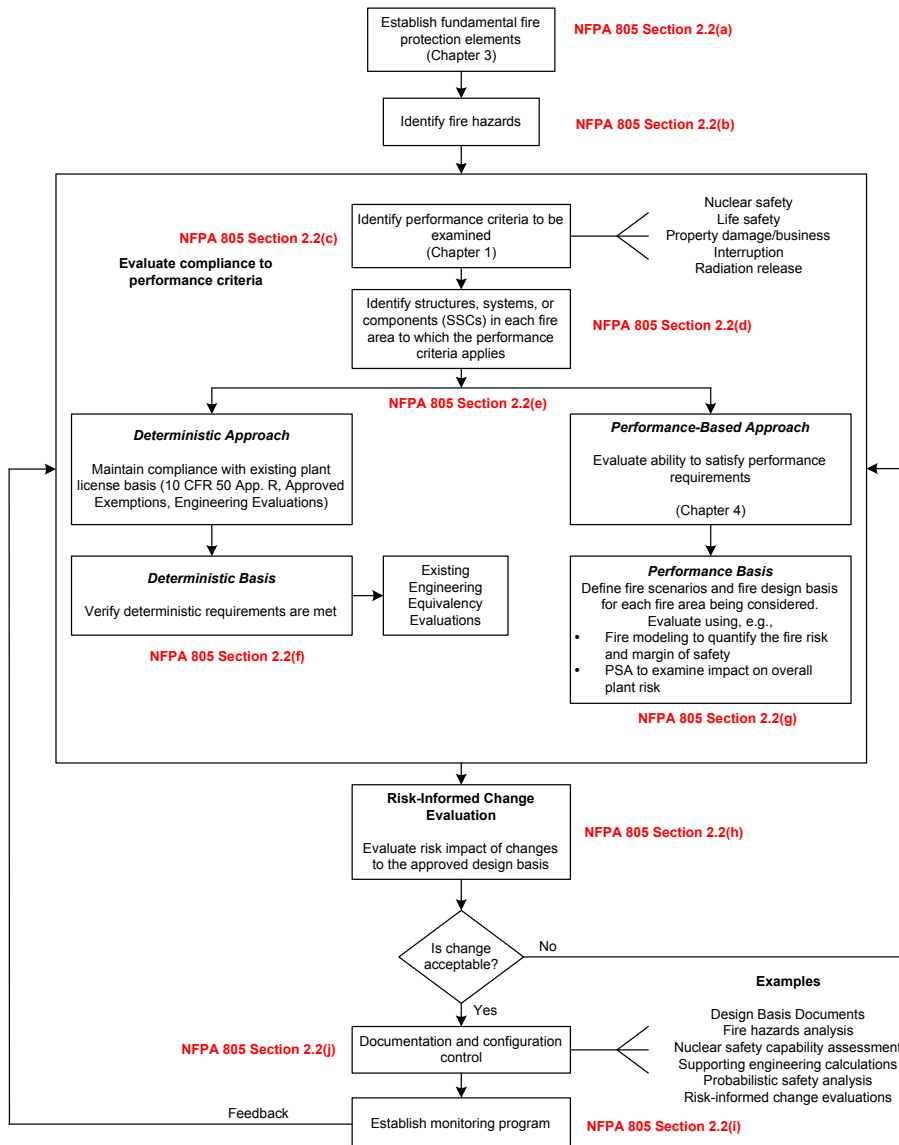 Establish fundamental fire
protection elements
(Chapter 3)
NFPA 805 Section 2.2(a)
Identify fire hazards
NFPA 805 Section 2.2(b)
NFPA 805 Section 2.2(c)
Identify performance criteria to be
examined
(Chapter 1)
Nuclear safety
Life safety
Property damage/business
Interruption
Radiation release
Evaluate compliance to
performance criteria
Identify structures, systems, or
components (SSCs) in each fire
area to which the performance
criteria applies
NFPA 805 Section 2.2(d)
NFPA 805 Section 2.2(e)
Deterministic Approach
Maintain compliance with existing plant
license basis (10 CFR 50 App. R, Approved
Exemptions, Engineering Evaluations)
Performance-Based Approach
Evaluate ability to satisfy performance
requirements
(Chapter 4)
Deterministic Basis
Verify deterministic requirements are met
Existing
Engineering
Equivalency
Evaluations
NFPA 805 Section 2.2(f)
Performance Basis
Define fire scenarios and fire design basis
for each fire area being considered.
Evaluate using, e.g.,
• Fire modeling to quantify the fire risk
and margin of safety
• PSA to examine impact on overall
plant risk
NFPA 805 Section 2.2(g)
Risk-Informed Change
Evaluation
Evaluate risk impact of changes
to the approved design basis
NFPA 805 Section 2.2(h)
Is change
acceptable?
No
Yes
Examples
Design Basis Documents
Fire hazards analysis
Nuclear safety capability assessment
Supporting engineering calculations
Probabilistic safety analysis
Risk-informed change evaluations
NFPA 805 Section 2.2(j)
Documentation and configuration
control
Feedback
Establish monitoring program
NFPA 805 Section 2.2(i)